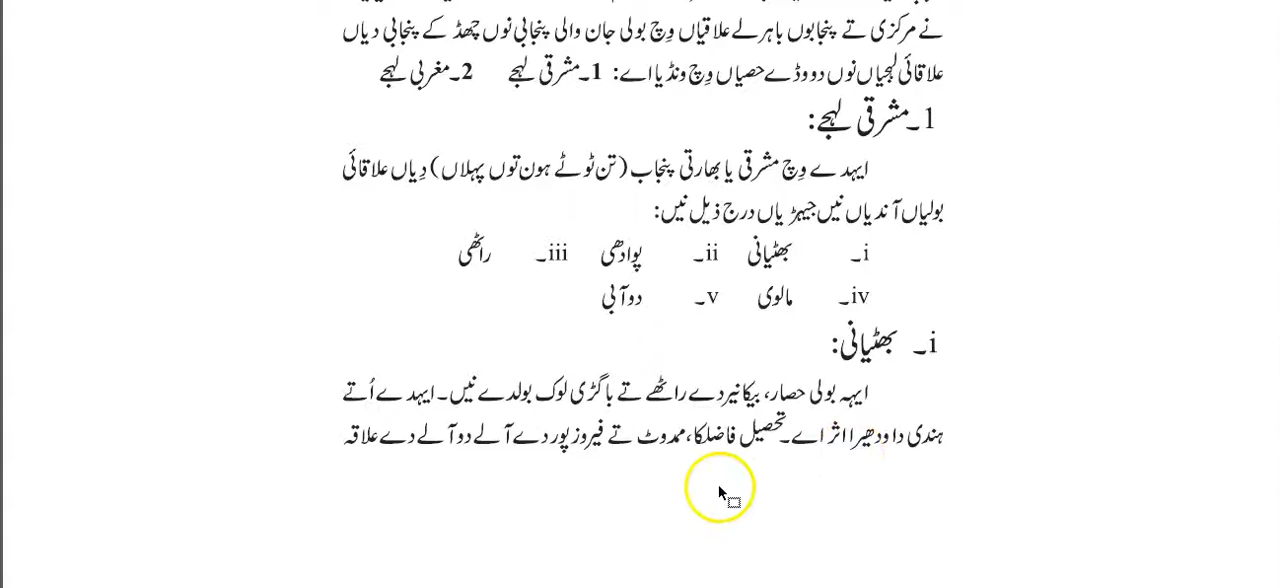 نے مرکزی تے پنجابوں باہرلے علاقیاں وِچ بولی جان والی پنجابی نوں چھڈ کے پنجابی دیاں
علاقائی لہجیاں نوں دو وڈے حصیاں وِچ ونڈیا اے: 1۔مشرقی لہجے 2۔مغربی لہجے
1۔مشرقی لہجے:
ایہدے وِچ مشرقی یا بھارتی پنجاب (تن ٹوٹے ہون توں پہلاں) دِیاں علاقائی
بولیاں آندیاں نیں جیہڑیاں درج ذیل نیں:
i۔ بھٹیانی ii۔ پوادھی iii۔ راٹھی
iv۔ مالوی v۔ دوآبی
i۔ بھٹیانی:
ایہہ بولی حصار، بیکانیر دے راٹھے تے باگڑی لوک بولدے نیں۔ ایہدے اُتے
ہندی دا ودھیرا اثر اے۔ تحصیل فاضلکا، ممدوٹ تے فیروز پور دے آلے دوآلے دے علاقہ